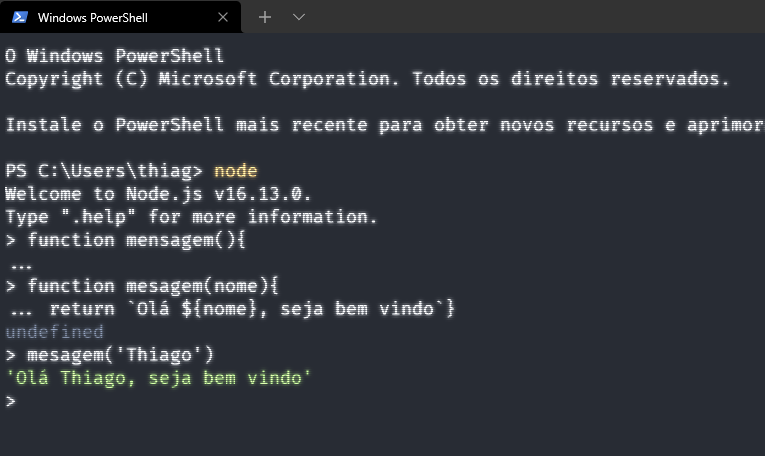 Windows PowerShell
O Windows PowerShell
Copyright (C) Microsoft Corporation. Todos os direitos reservados.
Instale o PowerShell mais recente para obter novos recursos e aprimor
PS C:\Users\thiag> node
Welcome to Node.js v16.13.0.
Type ".help" for more information.
> function mensagem(){
...
> function mesagem(nome){
... return `Olá ${nome}, seja bem vindo`}
undefined
> mesagem('Thiago')
'Olá Thiago, seja bem vindo'
>